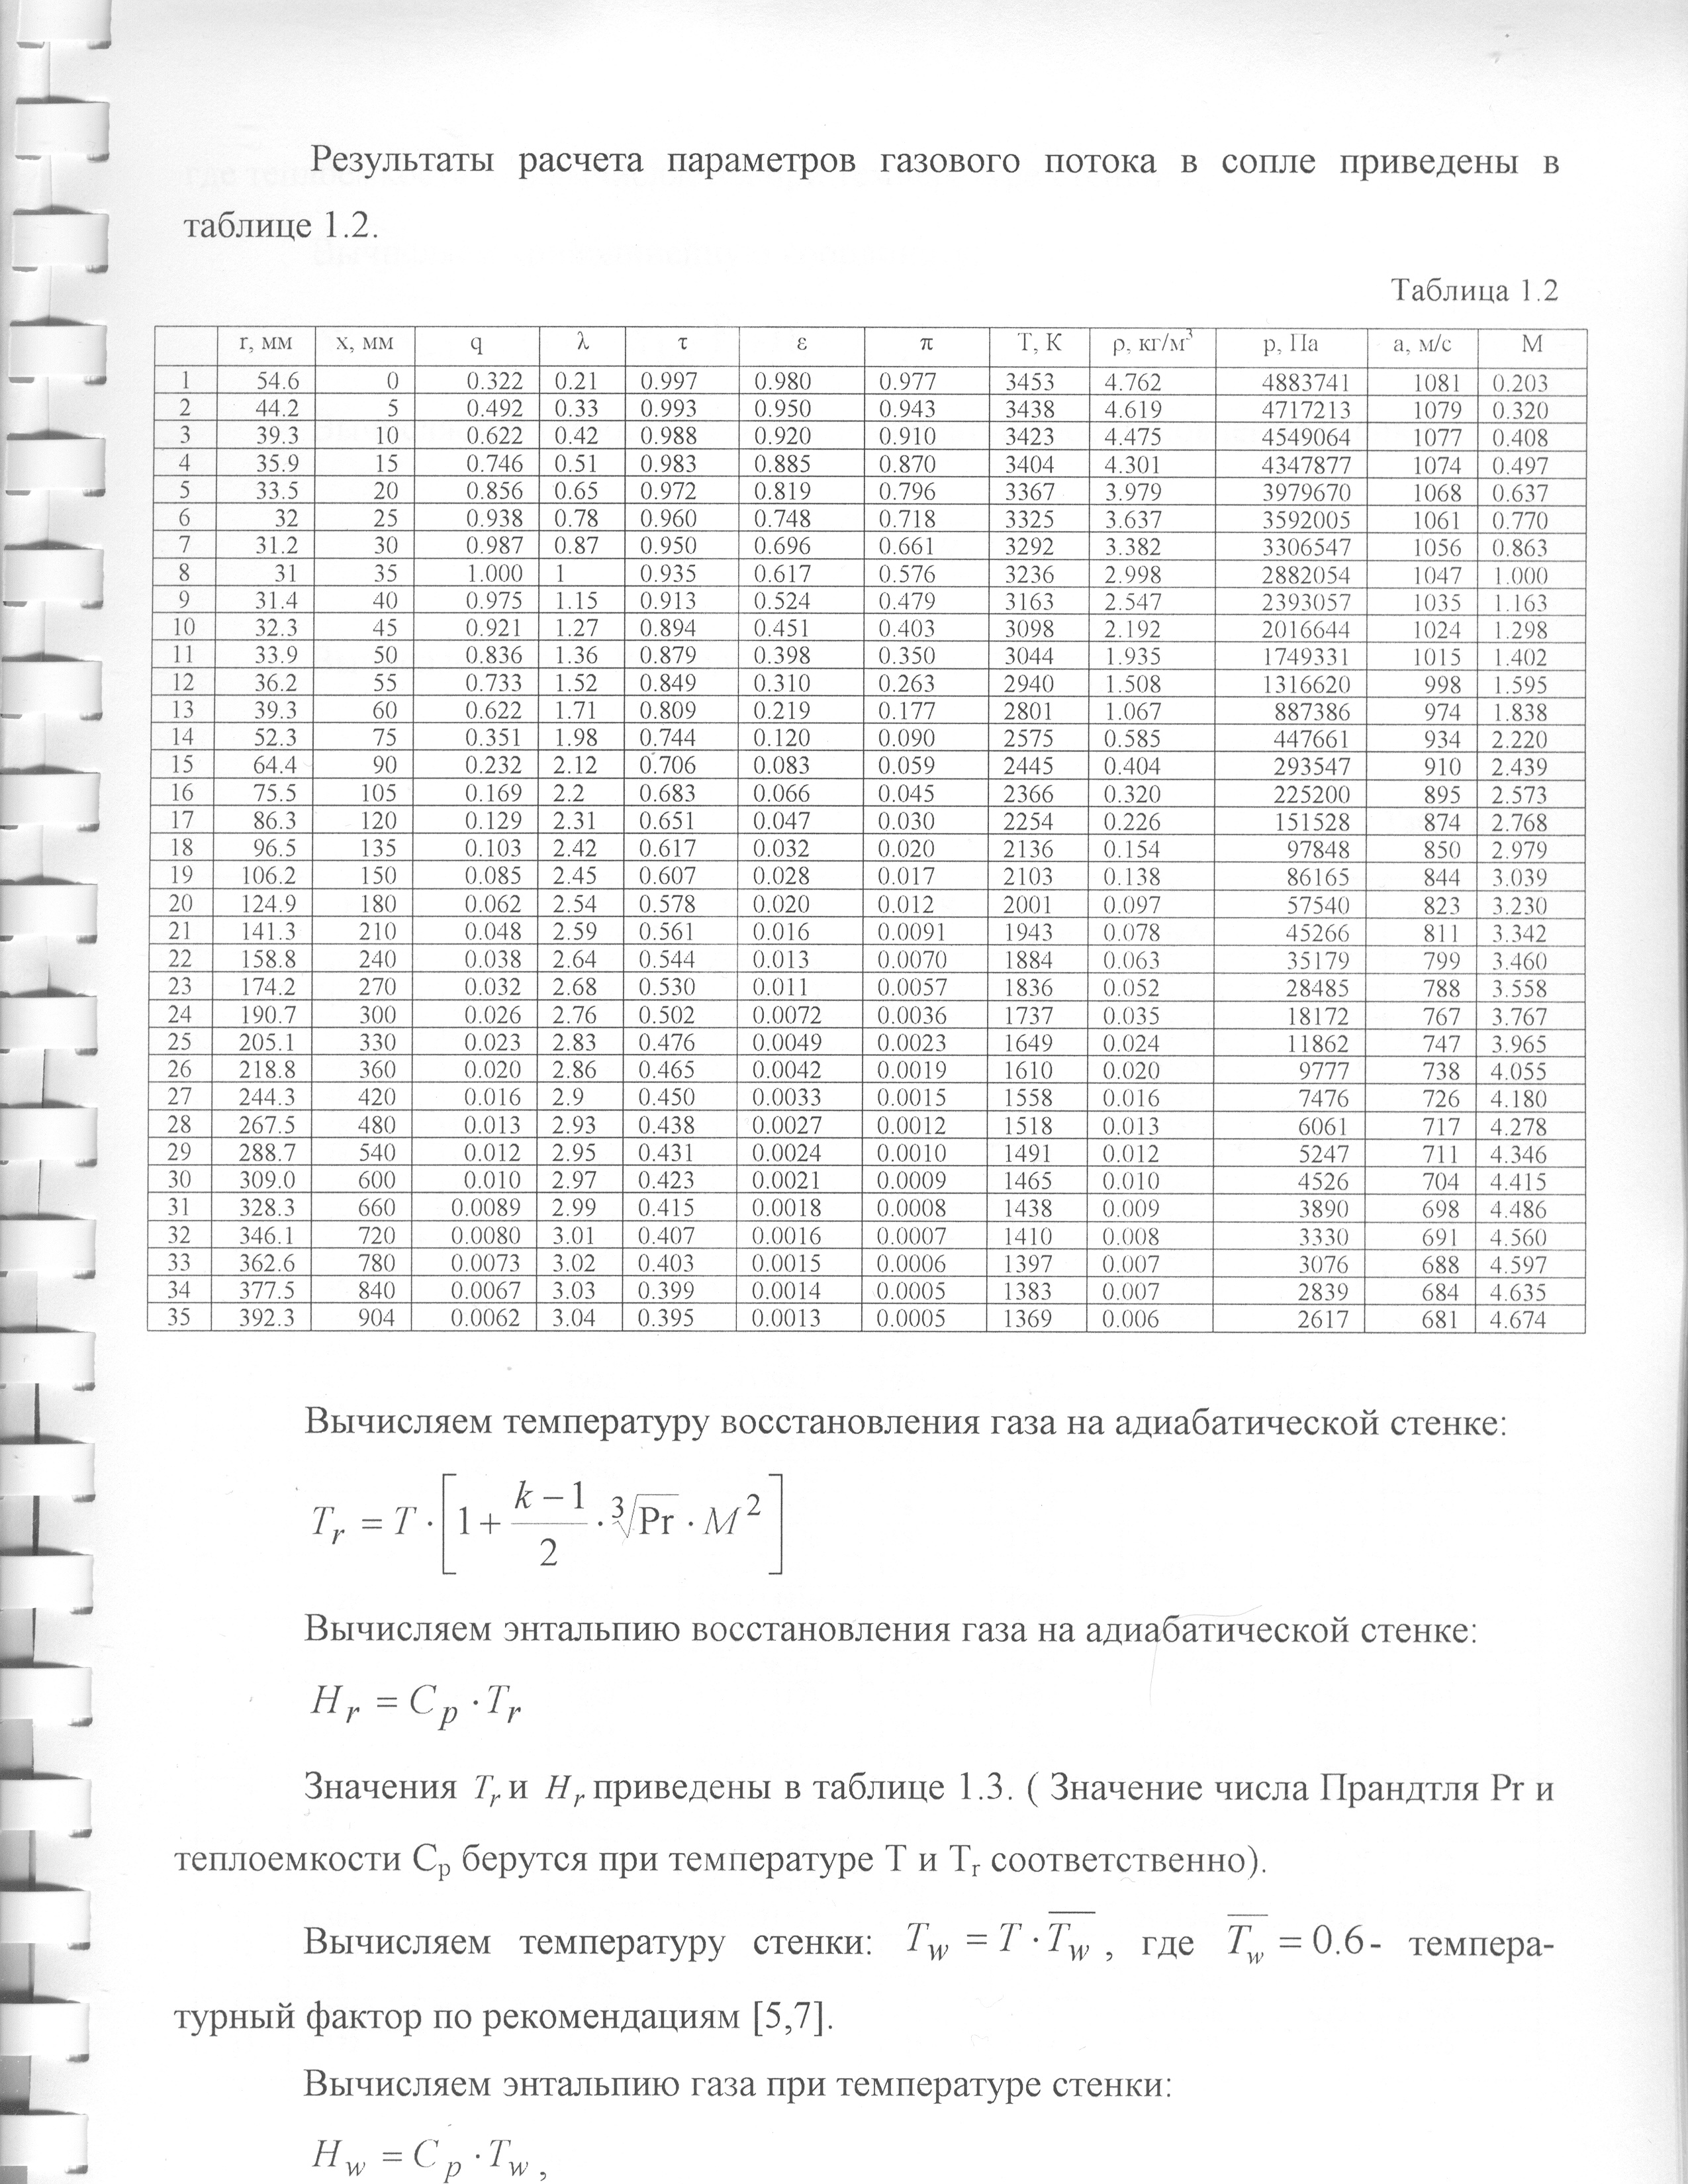 Результаты расчета параметров газового потока в сопле приведены в
таблице 1.2.
Таблица 1.2
r, мм x, мм q λ τ ε π T, К ρ, кг/м³ p, Па a, м/с M
1 54.6 0 0.322 0.21 0.997 0.980 0.977 3453 4.762 4883741 1081 0.203
2 44.2 5 0.492 0.33 0.993 0.950 0.943 3438 4.619 4717213 1079 0.320
3 39.3 10 0.622 0.42 0.988 0.920 0.910 3423 4.475 4549064 1077 0.408
4 35.9 15 0.746 0.51 0.983 0.885 0.870 3404 4.301 4347877 1074 0.497
5 33.5 20 0.856 0.65 0.972 0.819 0.796 3367 3.979 3979670 1068 0.637
6 32 25 0.938 0.78 0.960 0.748 0.718 3325 3.637 3592005 1061 0.770
7 31.2 30 0.987 0.87 0.950 0.696 0.661 3292 3.382 3306547 1056 0.863
8 31 35 1.000 1 0.935 0.617 0.576 3236 2.998 2882054 1047 1.000
9 31.4 40 0.975 1.15 0.913 0.524 0.479 3163 2.547 2393057 1035 1.163
10 32.3 45 0.921 1.27 0.894 0.451 0.403 3098 2.192 2016644 1024 1.298
11 33.9 50 0.836 1.36 0.879 0.398 0.350 3044 1.935 1749331 1015 1.402
12 36.2 55 0.733 1.52 0.849 0.310 0.263 2940 1.508 1316620 998 1.595
13 39.3 60 0.622 1.71 0.809 0.219 0.177 2801 1.067 887386 974 1.838
14 52.3 75 0.351 1.98 0.744 0.120 0.090 2575 0.585 447661 934 2.220
15 64.4 90 0.232 2.12 0.706 0.083 0.059 2445 0.404 293547 910 2.439
16 75.5 105 0.169 2.2 0.683 0.066 0.045 2366 0.320 225200 895 2.573
17 86.3 120 0.129 2.31 0.651 0.047 0.030 2254 0.226 151528 874 2.768
18 96.5 135 0.103 2.42 0.617 0.032 0.020 2136 0.154 97848 850 2.979
19 106.2 150 0.085 2.45 0.607 0.028 0.017 2103 0.138 86165 844 3.039
20 124.9 180 0.062 2.54 0.578 0.020 0.012 2001 0.097 57540 823 3.230
21 141.3 210 0.048 2.59 0.561 0.016 0.0091 1943 0.078 45266 811 3.342
22 158.8 240 0.038 2.64 0.544 0.013 0.0070 1884 0.063 35179 799 3.460
23 174.2 270 0.032 2.68 0.530 0.011 0.0057 1836 0.052 28485 788 3.558
24 190.7 300 0.026 2.76 0.502 0.0072 0.0036 1737 0.035 18172 767 3.767
25 205.1 330 0.023 2.83 0.476 0.0049 0.0023 1649 0.024 11862 747 3.965
26 218.8 360 0.020 2.86 0.465 0.0042 0.0019 1610 0.020 9777 738 4.055
27 244.3 420 0.016 2.9 0.450 0.0033 0.0015 1558 0.016 7476 726 4.180
28 267.5 480 0.013 2.93 0.438 0.0027 0.0012 1518 0.013 6061 717 4.278
29 288.7 540 0.012 2.95 0.431 0.0024 0.0010 1491 0.012 5247 711 4.346
30 309.0 600 0.010 2.97 0.423 0.0021 0.0009 1465 0.010 4526 704 4.415
31 328.3 660 0.0089 2.99 0.415 0.0018 0.0008 1438 0.009 3890 698 4.486
32 346.1 720 0.0080 3.01 0.407 0.0016 0.0007 1410 0.008 3330 691 4.560
33 362.6 780 0.0073 3.02 0.403 0.0015 0.0006 1397 0.007 3076 688 4.597
34 377.5 840 0.0067 3.03 0.399 0.0014 0.0005 1383 0.007 2839 684 4.635
35 392.3 904 0.0062 3.04 0.395 0.0013 0.0005 1369 0.006 2617 681 4.674
Вычисляем температуру восстановления газа на адиабатической стенке:
T_r = T · [1 + (k − 1)/2 · ∛Pr · M²]
Вычисляем энтальпию восстановления газа на адиабатической стенке:
H_r = C_p · T_r
Значения T_r и H_r приведены в таблице 1.3. ( Значение числа Прандтля Pr и
теплоемкости C_p берутся при температуре T и T_r соответственно).
Вычисляем температуру стенки: T_w = T · T̅_w , где T̅_w = 0.6 - темпера-
турный фактор по рекомендациям [5,7].
Вычисляем энтальпию газа при температуре стенки:
H_w = C_p · T_w ,